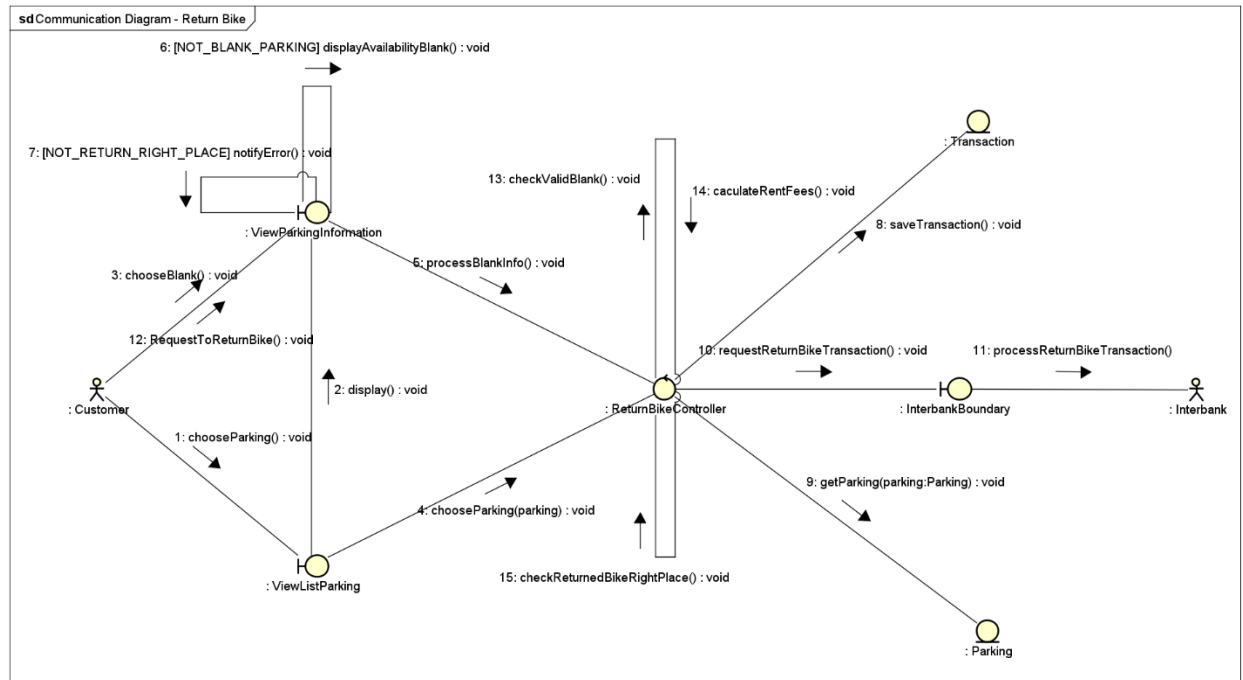 sd Communication Diagram - Return Bike
6: [NOT_BLANK_PARKING] displayAvailabilityBlank() : void
7: [NOT_RETURN_RIGHT_PLACE] notifyError() : void
: Transaction
13: checkValidBlank() : void
14: caculateRentFees() : void
8: saveTransaction() : void
: ViewParkingInformation
5: processBlankInfo() : void
3: chooseBlank() : void
12: RequestToReturnBike() : void
10: requestReturnBikeTransaction() : void
11: processReturnBikeTransaction()
2: display() : void
: Customer
: ReturnBikeController
: InterbankBoundary
: Interbank
1: chooseParking() : void
9: getParking(parking:Parking) : void
4: chooseParking(parking) : void
15: checkReturnedBikeRightPlace() : void
: ViewListParking
: Parking